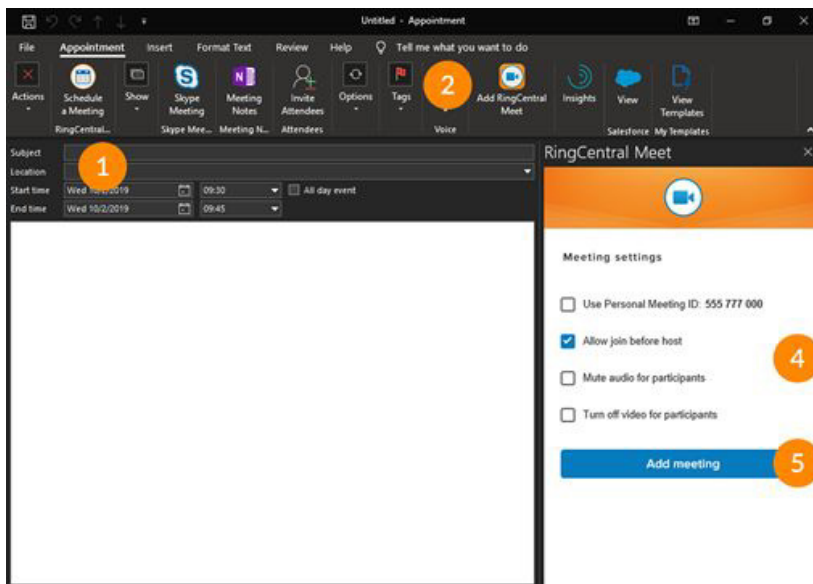 Untitled - Appointment
File Appointment Insert Format Text Review Help Tell me what you want to do
Actions Schedule a Meeting Show Skype Meeting Meeting Notes Invite Attendees Options Tags 2 Add RingCentral Meet Insights View View Templates
RingCentral... Skype Mee... Meeting N... Attendees Voice Salesforce My Templates
Subject
1
Location
Start time Wed 09:30 All day event
End time Wed 10/2/2019 09:45
RingCentral Meet
Meeting settings
Use Personal Meeting ID: 555 777 000
Allow join before host
4
Mute audio for participants
Turn off video for participants
Add meeting 5